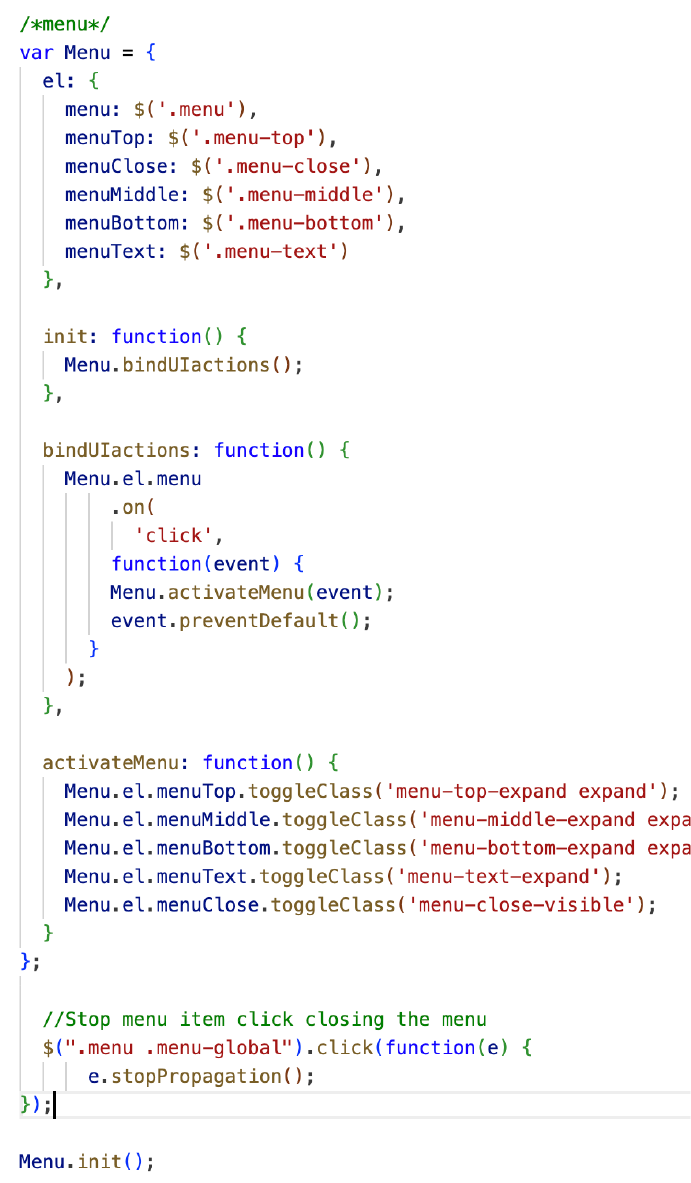 /*menu*/
var Menu = {
  el: {
    menu: $('.menu'),
    menuTop: $('.menu-top'),
    menuClose: $('.menu-close'),
    menuMiddle: $('.menu-middle'),
    menuBottom: $('.menu-bottom'),
    menuText: $('.menu-text')
  },

  init: function() {
    Menu.bindUIactions();
  },

  bindUIactions: function() {
    Menu.el.menu
        .on(
          'click',
        function(event) {
        Menu.activateMenu(event);
        event.preventDefault();
      }
    );
  },

  activateMenu: function() {
    Menu.el.menuTop.toggleClass('menu-top-expand expand');
    Menu.el.menuMiddle.toggleClass('menu-middle-expand expa
    Menu.el.menuBottom.toggleClass('menu-bottom-expand expa
    Menu.el.menuText.toggleClass('menu-text-expand');
    Menu.el.menuClose.toggleClass('menu-close-visible');
  }
};

  //Stop menu item click closing the menu
  $(".menu .menu-global").click(function(e) {
      e.stopPropagation();
});

Menu.init();